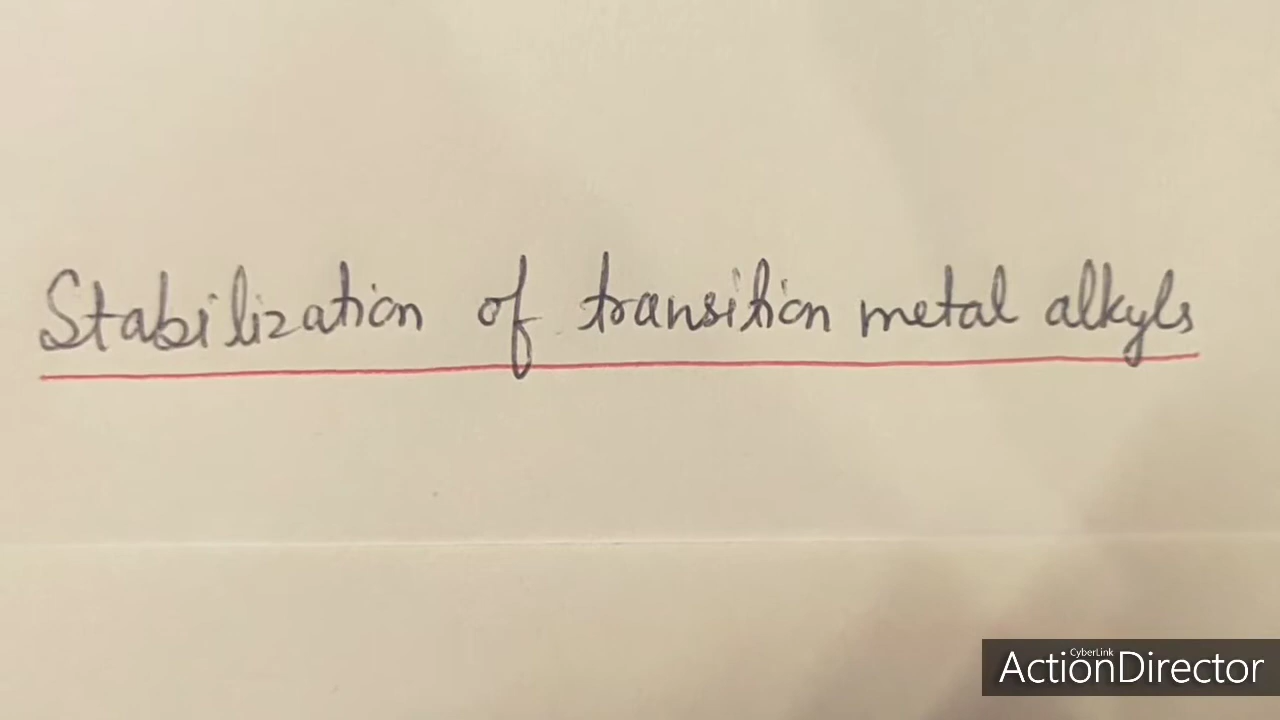 Stabilization of transition metal alkyls
CyberLink
ActionDirector